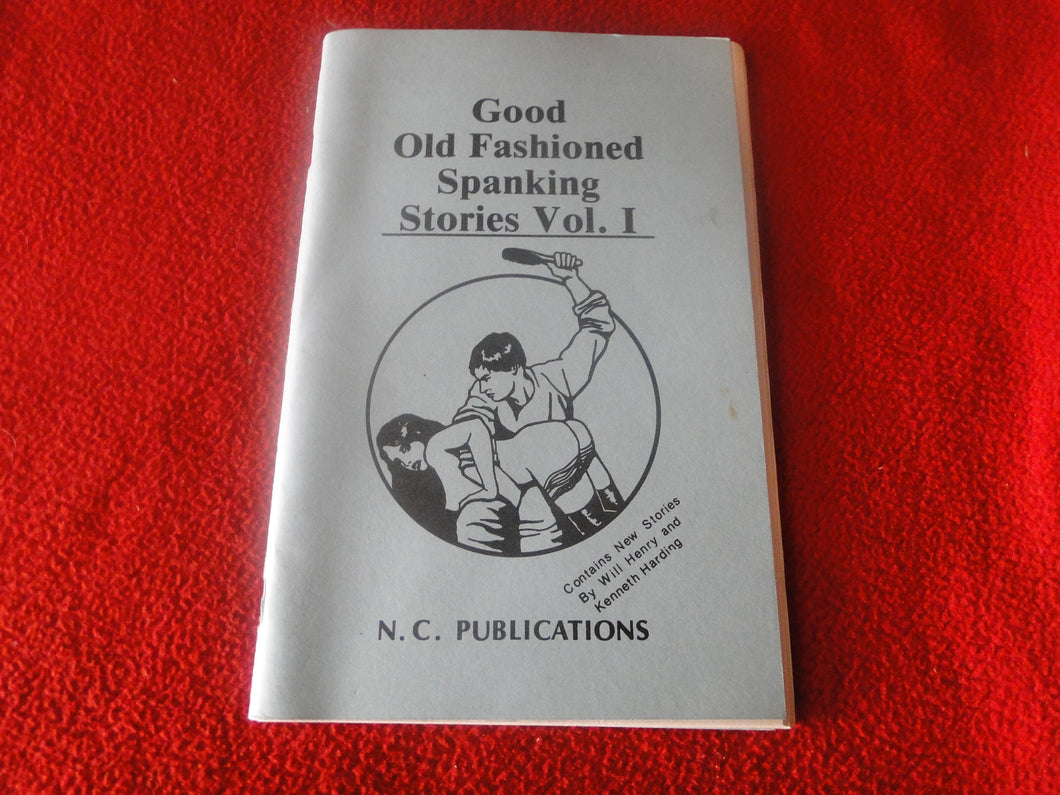 Good
Old Fashioned
Spanking
Stories Vol. I
Contains New Stories
By Will Henry and
Kenneth Harding
N. C. PUBLICATIONS